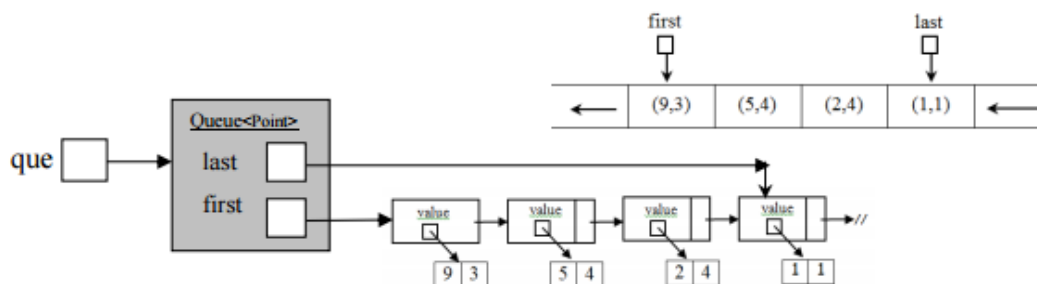 first last
(9,3) (5,4) (2,4) (1,1)
Queue<Point>
que
last
first
value value value value
//
9 3 5 4 2 4 1 1